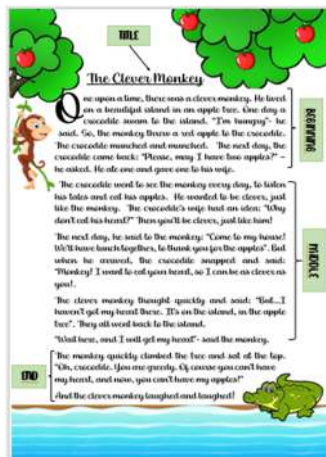 TITLE
The Clever Monkey
One upon a time, there was a clever monkey. He lived
on a beautiful island in an apple tree. One day a
crocodile swam to the island. "I'm hungry"- he
said. So, the monkey threw a red apple to the crocodile.
The crocodile munched and munched. The next day, the
crocodile came back: "Please, may I have two apples?" –
he asked. He ate one and gave one to his wife.
BEGINNING
The crocodile went to see the monkey every day, to listen
his tales and eat his apples. He wanted to be clever, just
like the monkey. The crocodile's wife had an idea: "Why
don't eat his heart?" Then you'll be clever, just like him!
The next day, he said to the monkey: "Come to my house!
We'll have lunch together, to thank you for the apples". But
when he arrived, the crocodile snapped and said:
"Monkey! I want to eat your heart, so I can be as clever as
you!.
The clever monkey thought quickly and said: "But...I
haven't got my heart there. It's on the island, in the apple
tree". They all went back to the island.
"Wait here, and I will get my heart"- said the monkey.
MIDDLE
The monkey quickly climbed the tree and sat at the top.
"Oh, crocodile. You are greedy. Of course you can't have
my heart, and now, you can't have my apples!"
And the clever monkey laughed and laughed!
END